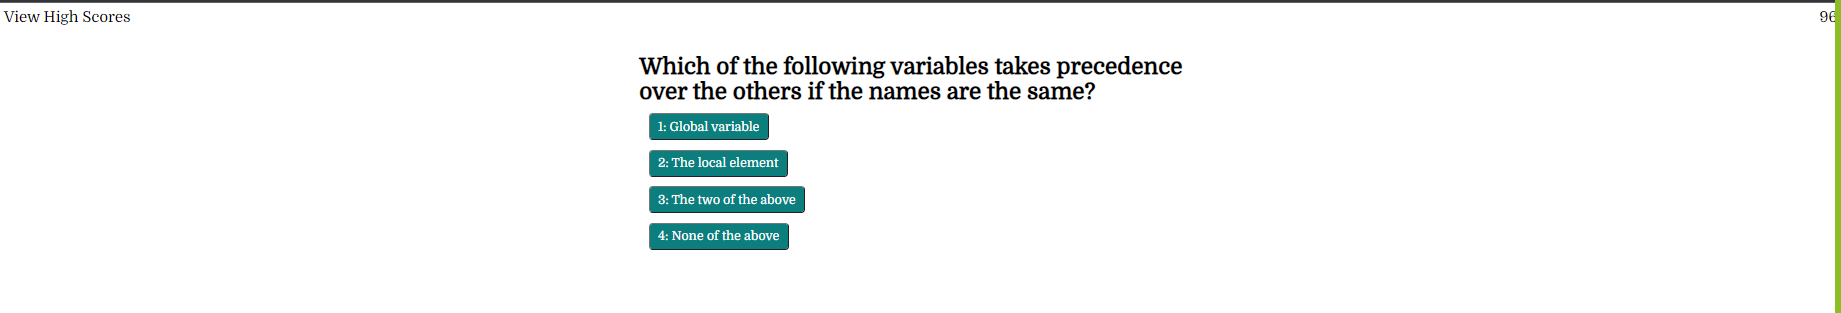 View High Scores
96
Which of the following variables takes precedence
over the others if the names are the same?
1: Global variable
2: The local element
3: The two of the above
4: None of the above